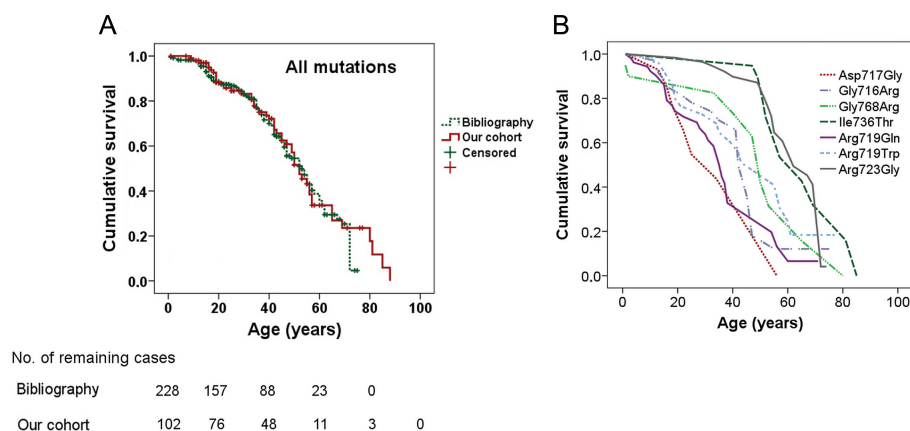 A
All mutations
Cumulative survival
1.0
0.8
0.6
0.4
0.2
0.0
0 20 40 60 80 100
Age (years)
Bibliography
Our cohort
Censored
No. of remaining cases
Bibliography 228 157 88 23 0
Our cohort 102 76 48 11 3 0
B
Cumulative survival
1.0
0.8
0.6
0.4
0.2
0.0
0 20 40 60 80 100
Age (years)
Asp717Gly
Gly716Arg
Gly768Arg
Ile736Thr
Arg719Gln
Arg719Trp
Arg723Gly